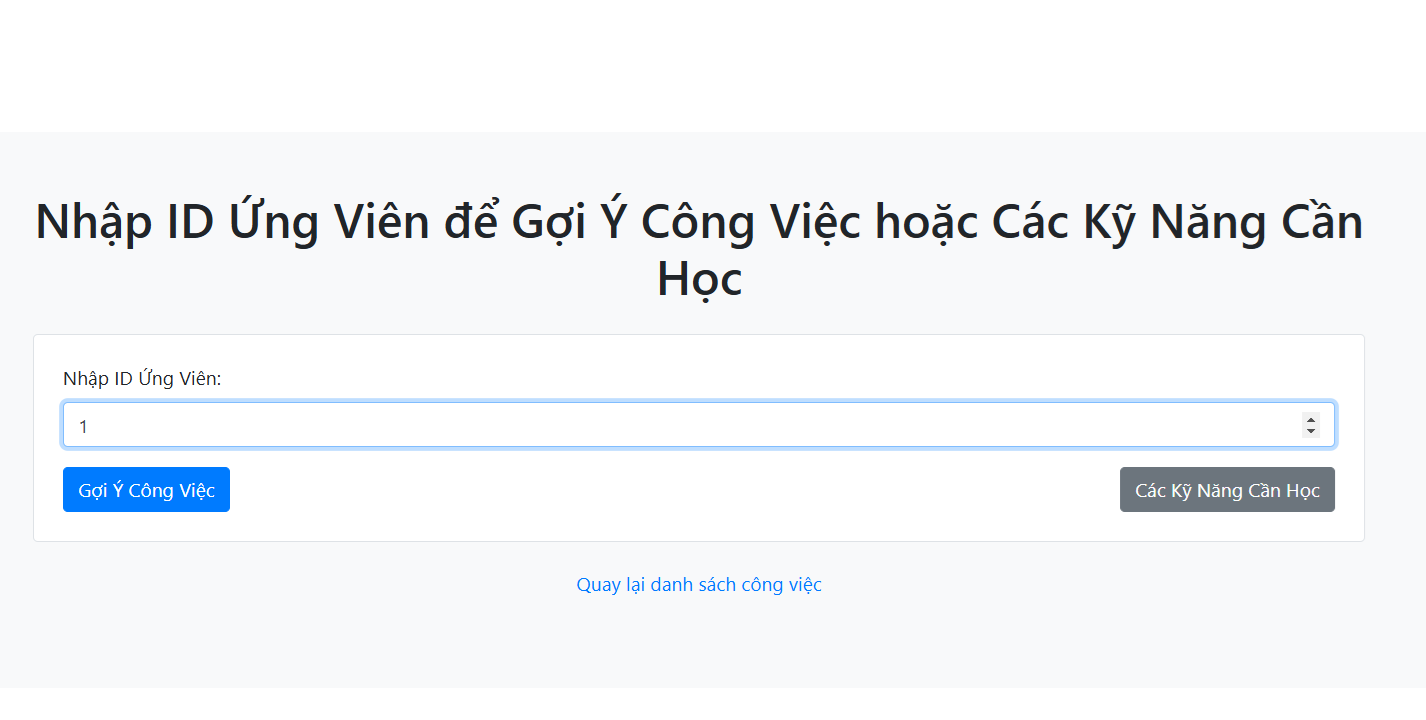 Nhập ID Ứng Viên để Gợi Ý Công Việc hoặc Các Kỹ Năng Cần
Học
Nhập ID Ứng Viên:
1
Gợi Ý Công Việc
Các Kỹ Năng Cần Học
Quay lại danh sách công việc